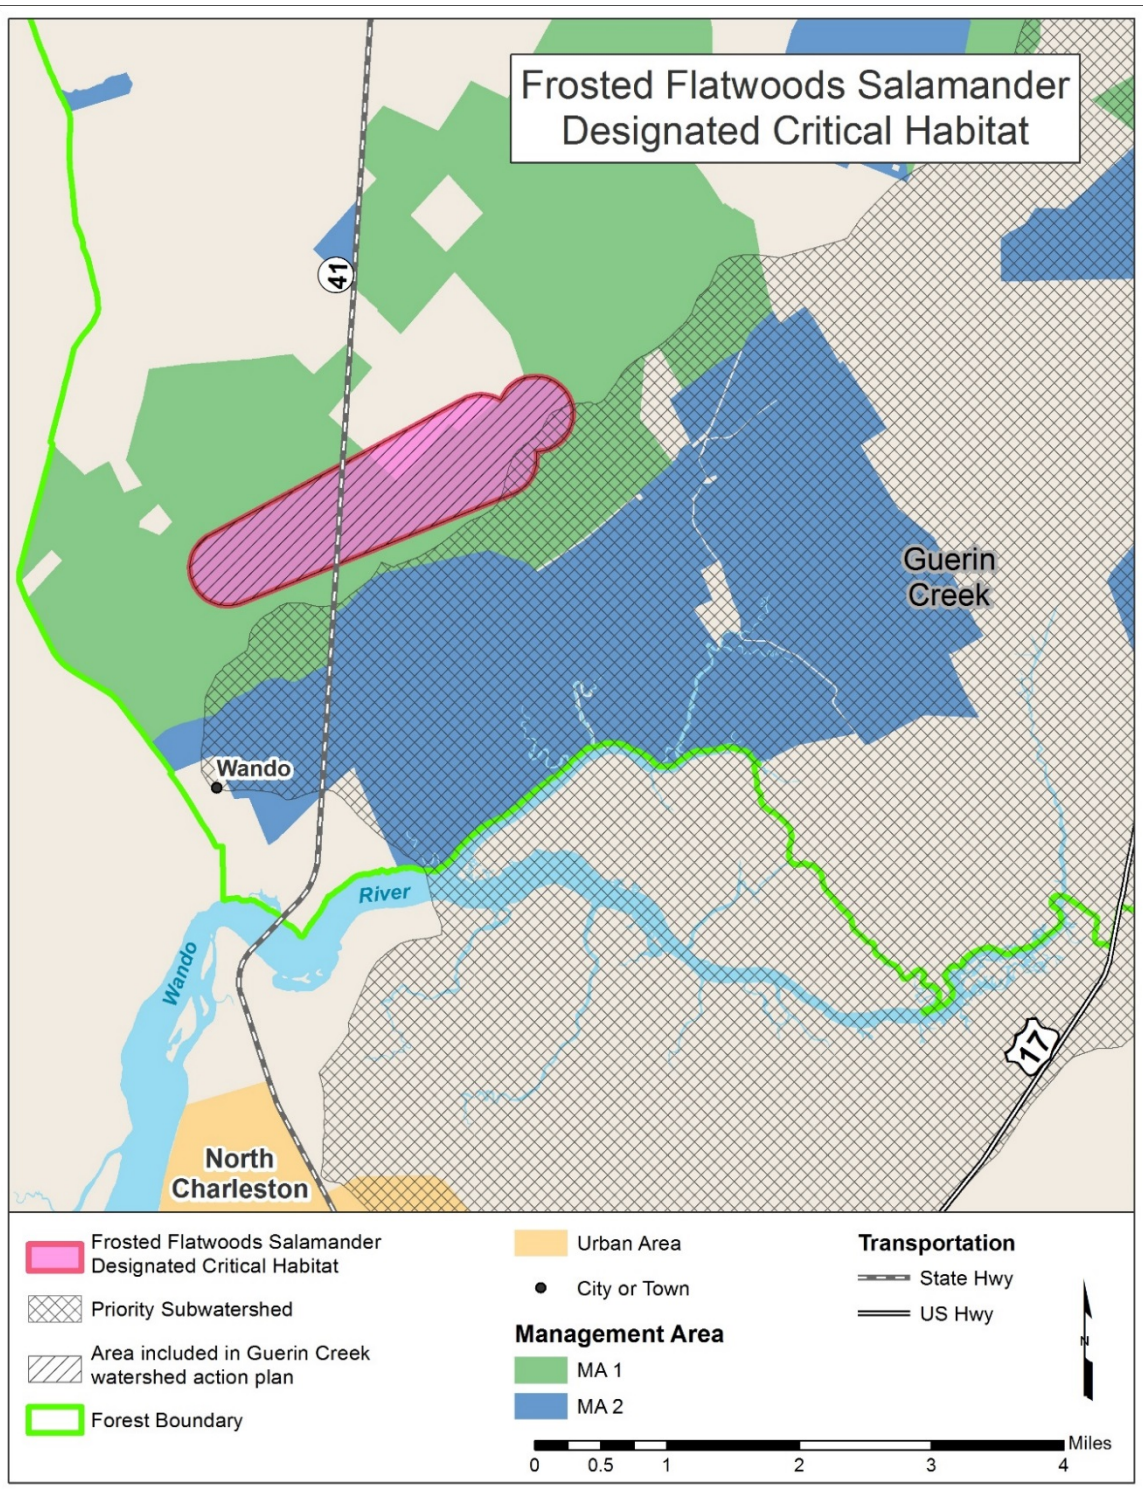 Frosted Flatwoods Salamander
Designated Critical Habitat
41
Guerin
Creek
Wando
River
Wando
17
North
Charleston
Frosted Flatwoods Salamander
Designated Critical Habitat
Priority Subwatershed
Area included in Guerin Creek
watershed action plan
Forest Boundary
Urban Area
City or Town
Management Area
MA 1
MA 2
Transportation
State Hwy
US Hwy
N
Miles
0 0.5 1 2 3 4